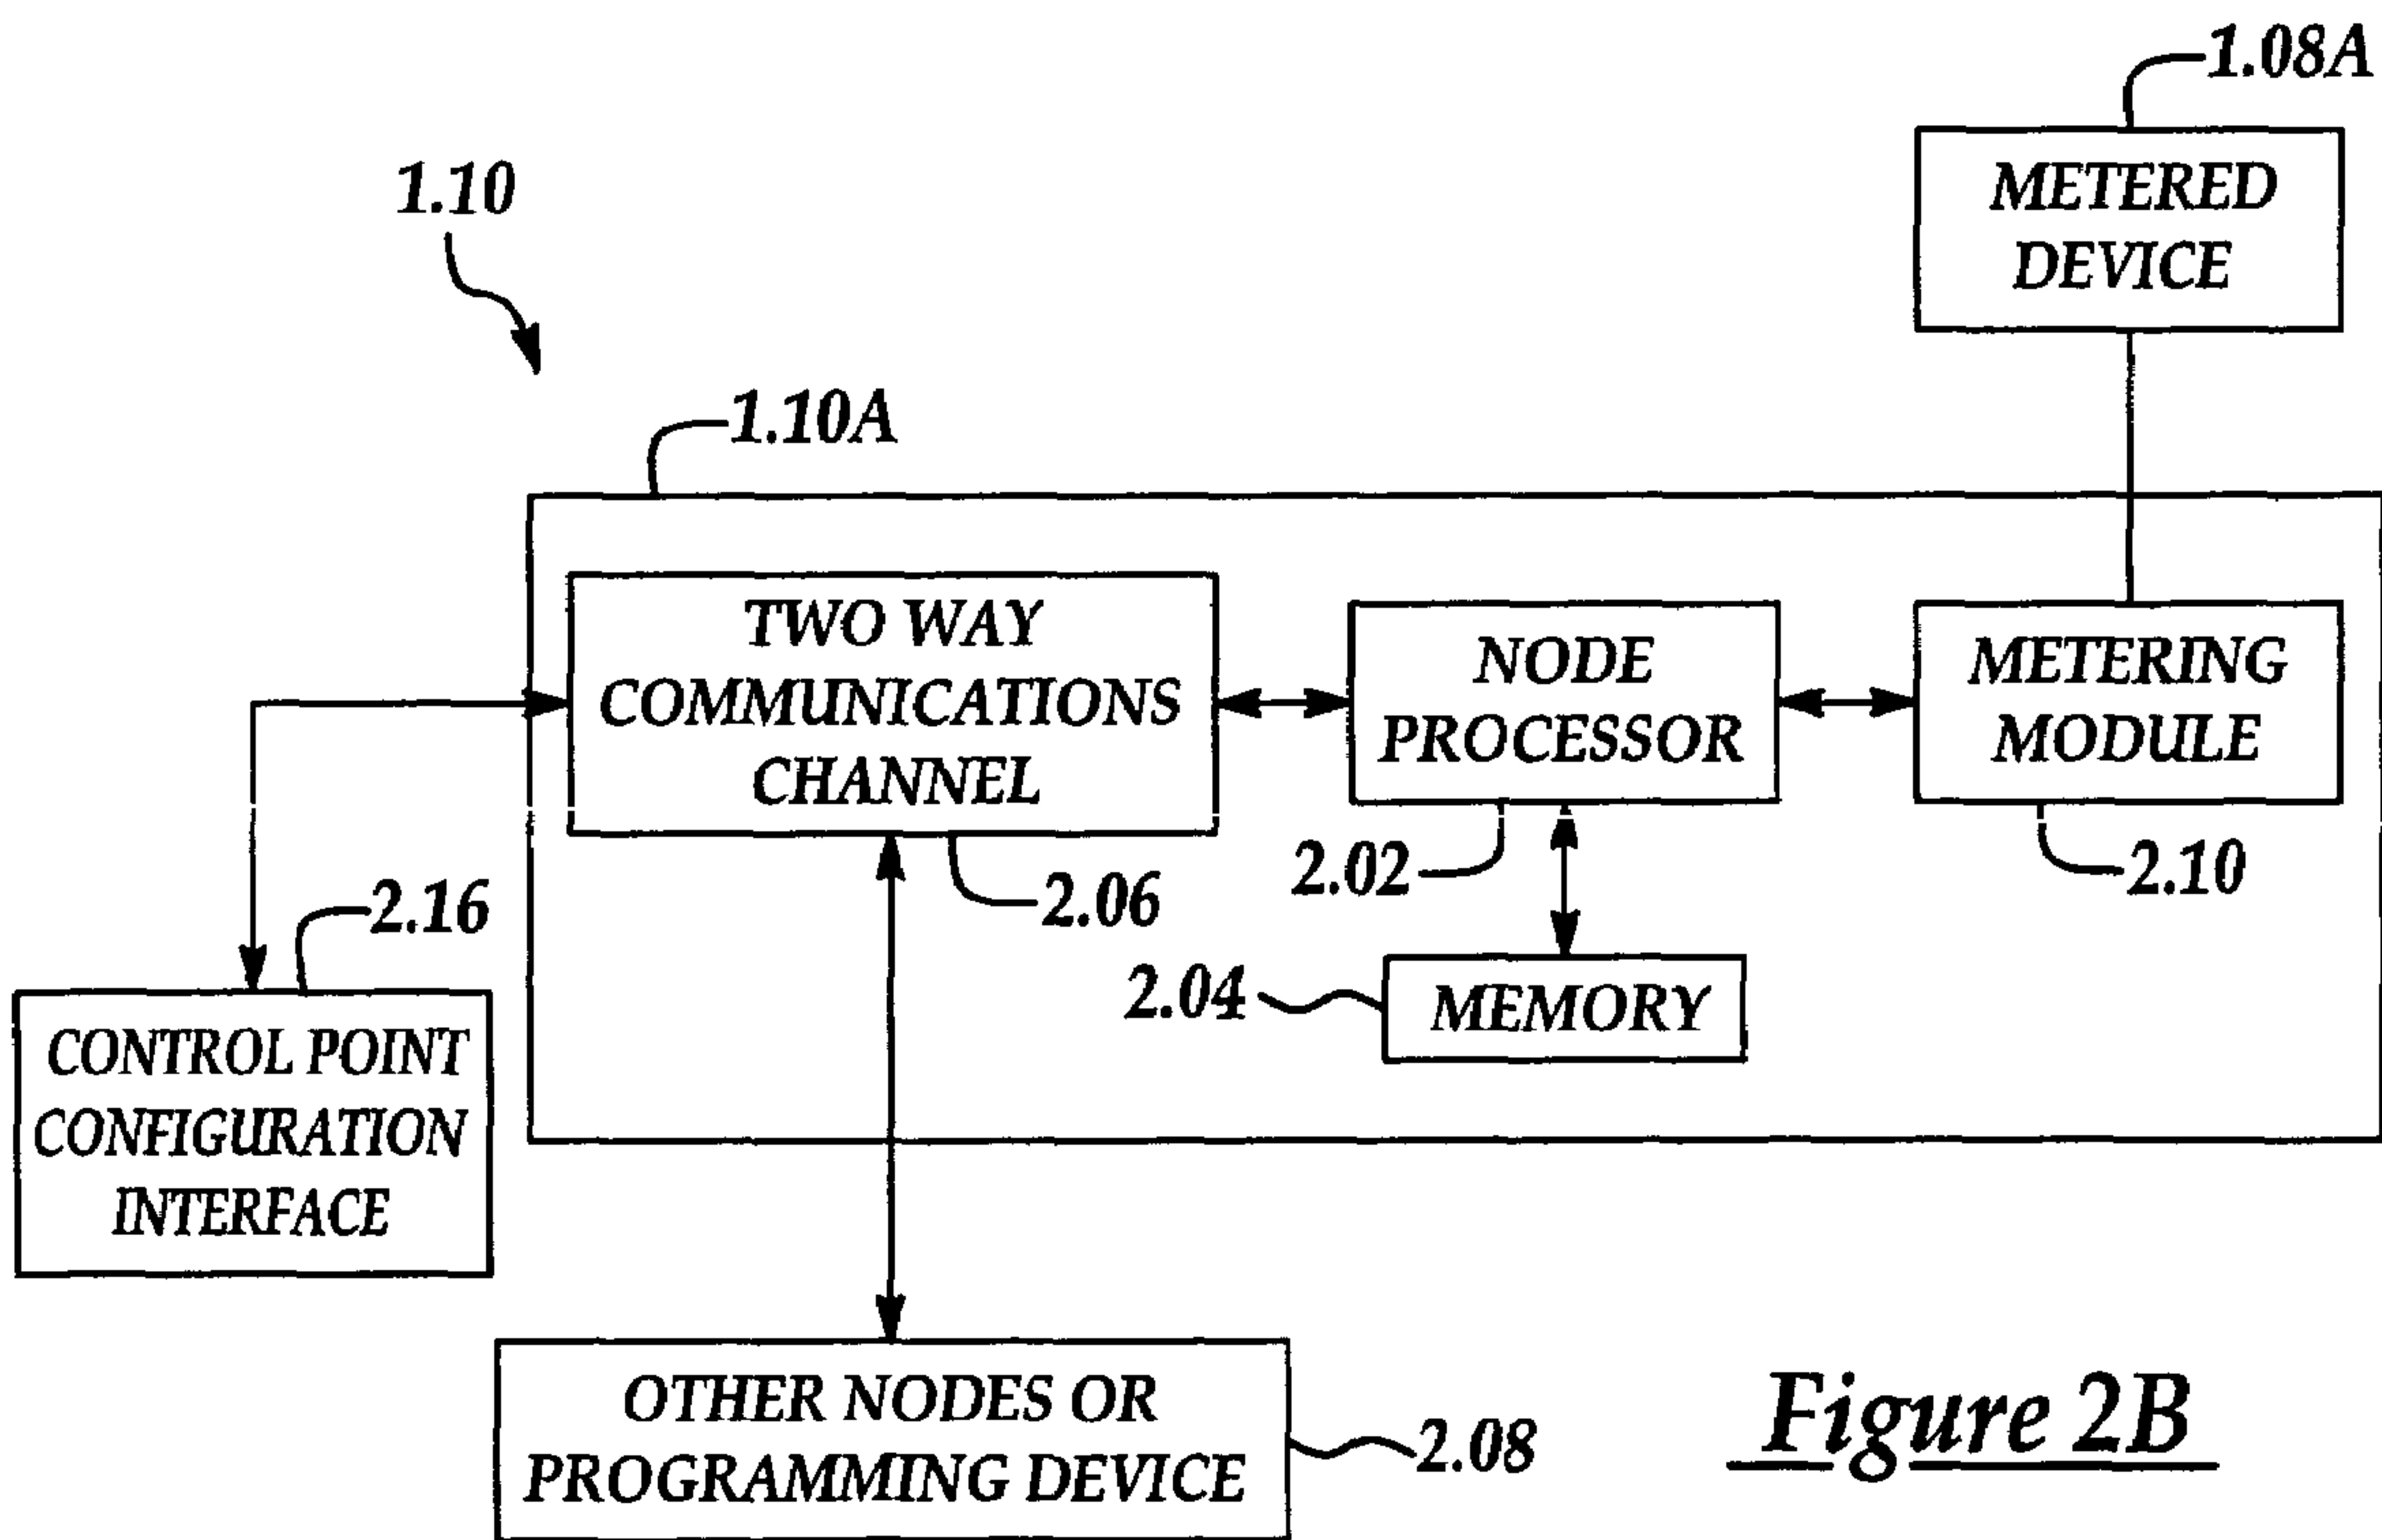 1.08A
METERED
DEVICE
1.10
1.10A
TWO WAY
COMMUNICATIONS
CHANNEL
NODE
PROCESSOR
METERING
MODULE
2.02
2.10
2.06
2.16
2.04
MEMORY
CONTROL POINT
CONFIGURATION
INTERFACE
OTHER NODES OR
PROGRAMMING DEVICE
2.08
Figure 2B